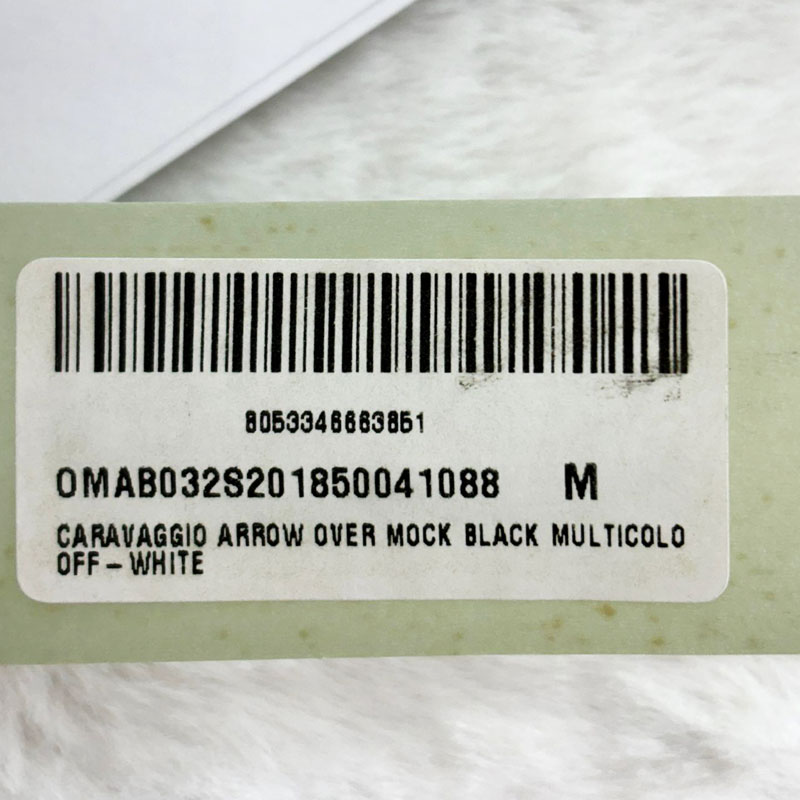 8053346663851
OMAB032S201850041088 M
CARAVAGGIO ARROW OVER MOCK BLACK MULTICOLO
OFF-WHITE